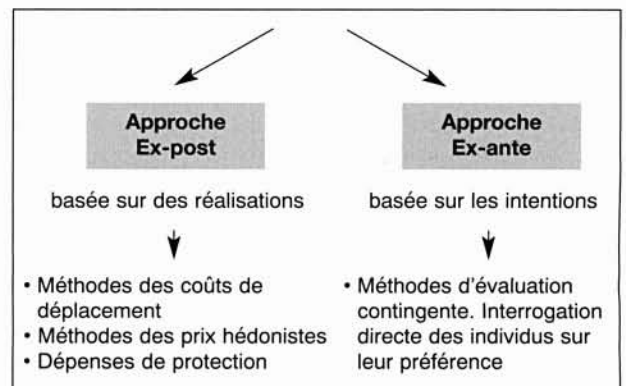 Approche
Ex-post
basée sur des réalisations
• Méthodes des coûts de
déplacement
• Méthodes des prix hédonistes
• Dépenses de protection
Approche
Ex-ante
basée sur les intentions
• Méthodes d'évaluation
contingente. Interrogation
directe des individus sur
leur préférence